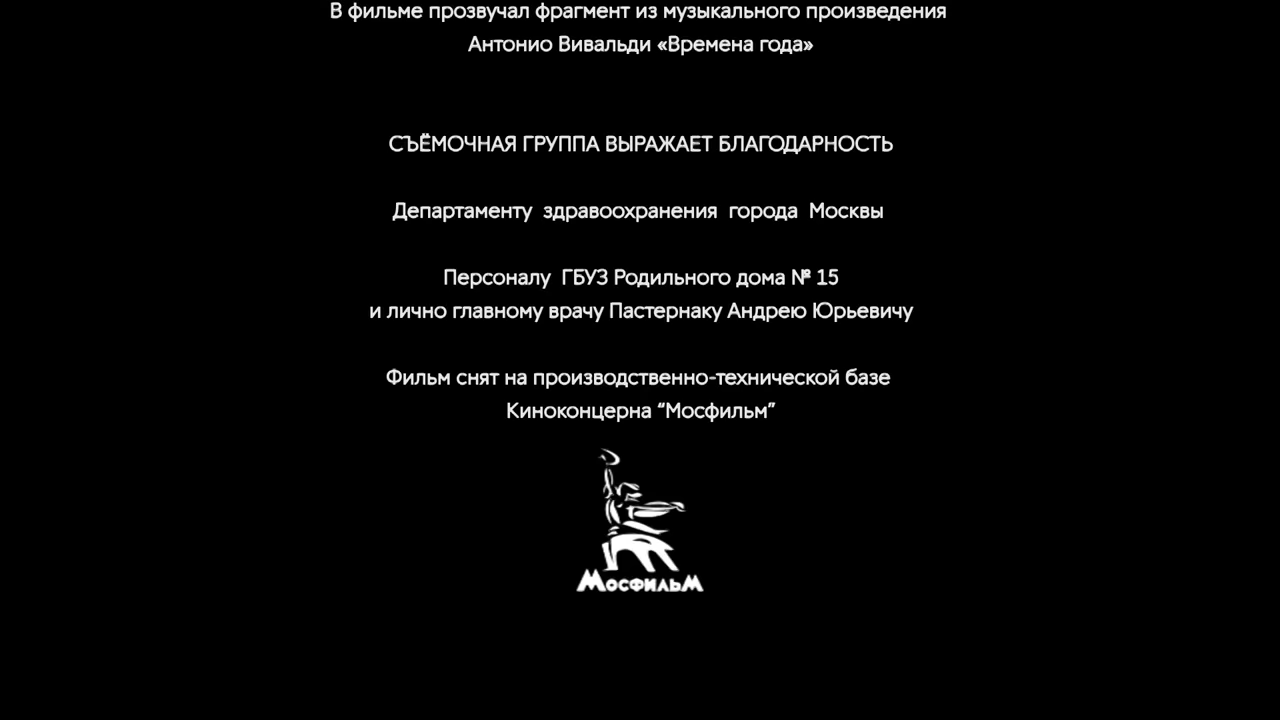 В фильме прозвучал фрагмент из музыкального произведения
Антонио Вивальди «Времена года»
СЪЁМОЧНАЯ ГРУППА ВЫРАЖАЕТ БЛАГОДАРНОСТЬ
Департаменту здравоохранения города Москвы
Персоналу ГБУЗ Родильного дома № 15
и лично главному врачу Пастернаку Андрею Юрьевичу
Фильм снят на производственно-технической базе
Киноконцерна “Мосфильм”
МОСФИЛЬМ